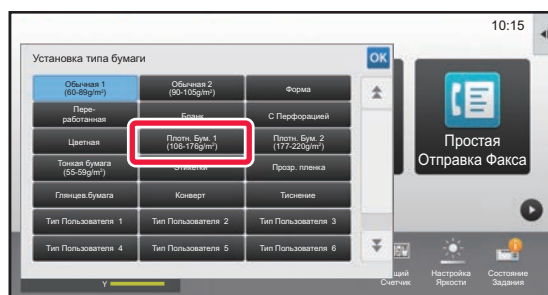 10:15
Установка типа бумаги
OK
Обычная 1
(60-89g/m²)
Обычная 2
(90-105g/m²)
Форма
Пере-
работанная
Бланк
С Перфорацией
Цветная
Плотн. Бум. 1
(106-176g/m²)
Плотн. Бум. 2
(177-220g/m²)
Тонкая бумага
(55-59g/m²)
Этикетки
Прозр. пленка
Глянцев.бумага
Конверт
Тиснение
Тип Пользователя 1
Тип Пользователя 2
Тип Пользователя 3
Тип Пользователя 4
Тип Пользователя 5
Тип Пользователя 6
Простая
Отправка Факса
Счетчик
Настройка
Яркости
Состояние
Задания
Y